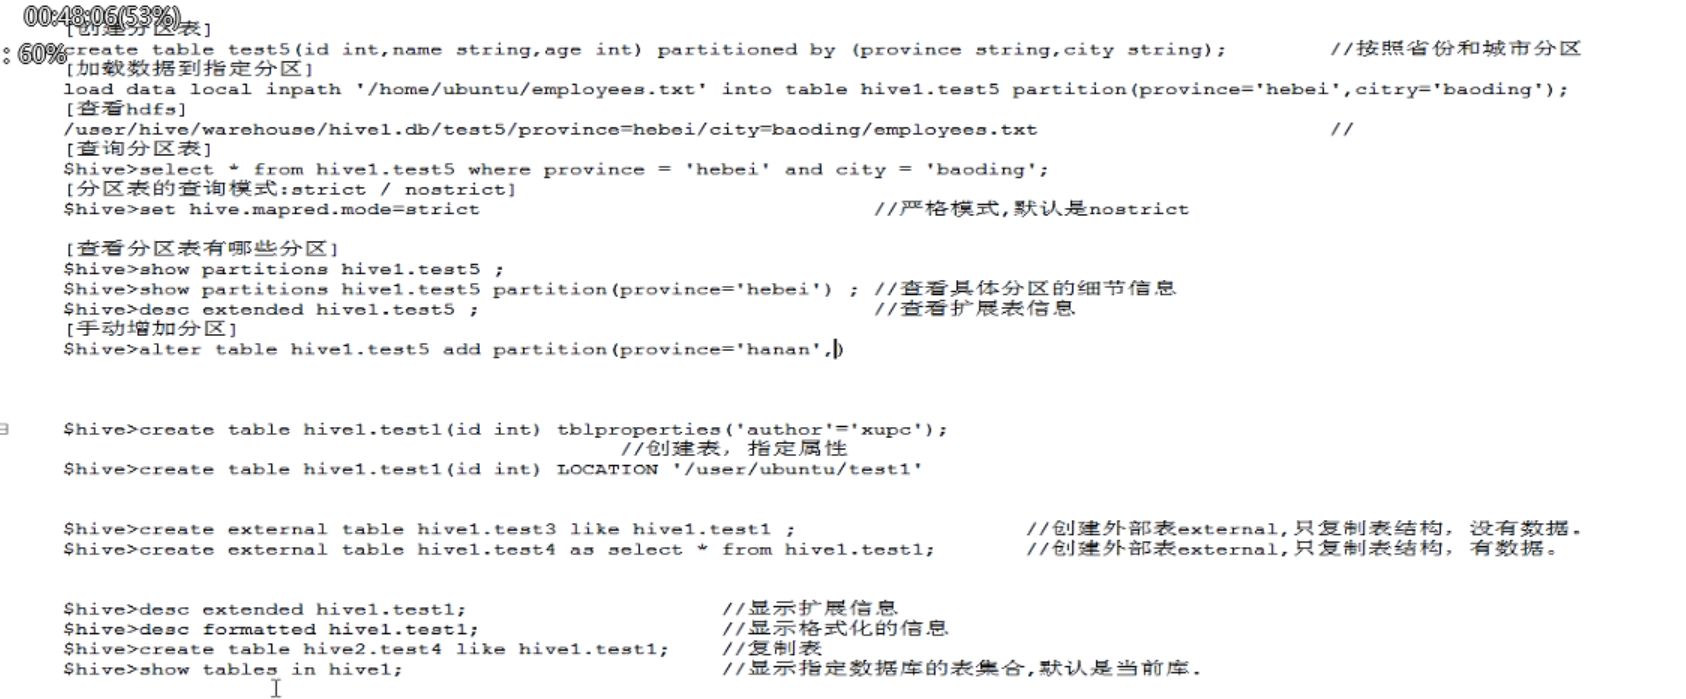 00:48:06(53%)
[创建分区表]
: 60%
create table test5(id int,name string,age int) partitioned by (province string,city string); //按照省份和城市分区
[加载数据到指定分区]
load data local inpath '/home/ubuntu/employees.txt' into table hive1.test5 partition(province='hebei',citry='baoding');
[查看hdfs]
/user/hive/warehouse/hive1.db/test5/province=hebei/city=baoding/employees.txt //
[查询分区表]
$hive>select * from hive1.test5 where province = 'hebei' and city = 'baoding';
[分区表的查询模式:strict / nostrict]
$hive>set hive.mapred.mode=strict //严格模式,默认是nostrict
[查看分区表有哪些分区]
$hive>show partitions hive1.test5 ;
$hive>show partitions hive1.test5 partition(province='hebei') ; //查看具体分区的细节信息
$hive>desc extended hive1.test5 ; //查看扩展表信息
[手动增加分区]
$hive>alter table hive1.test5 add partition(province='hanan',)
$hive>create table hive1.test1(id int) tblproperties('author'='xupc');
//创建表，指定属性
$hive>create table hive1.test1(id int) LOCATION '/user/ubuntu/test1'
$hive>create external table hive1.test3 like hive1.test1 ; //创建外部表external,只复制表结构，没有数据。
$hive>create external table hive1.test4 as select * from hive1.test1; //创建外部表external,只复制表结构，有数据。
$hive>desc extended hive1.test1; //显示扩展信息
$hive>desc formatted hive1.test1; //显示格式化的信息
$hive>create table hive2.test4 like hive1.test1; //复制表
$hive>show tables in hive1; //显示指定数据库的表集合,默认是当前库.